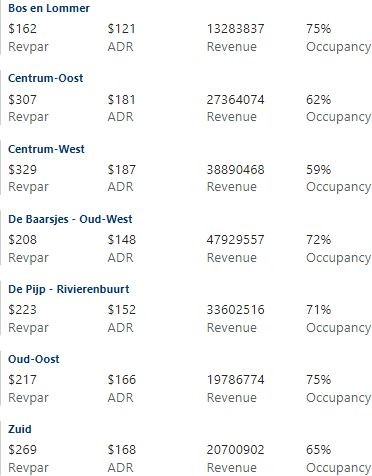 Bos en Lommer
$162 $121 13283837 75%
Revpar ADR Revenue Occupancy
Centrum-Oost
$307 $181 27364074 62%
Revpar ADR Revenue Occupancy
Centrum-West
$329 $187 38890468 59%
Revpar ADR Revenue Occupancy
De Baarsjes - Oud-West
$208 $148 47929557 72%
Revpar ADR Revenue Occupancy
De Pijp - Rivierenbuurt
$223 $152 33602516 71%
Revpar ADR Revenue Occupancy
Oud-Oost
$217 $166 19786774 75%
Revpar ADR Revenue Occupancy
Zuid
$269 $168 20700902 65%
Revpar ADR Revenue Occupancy